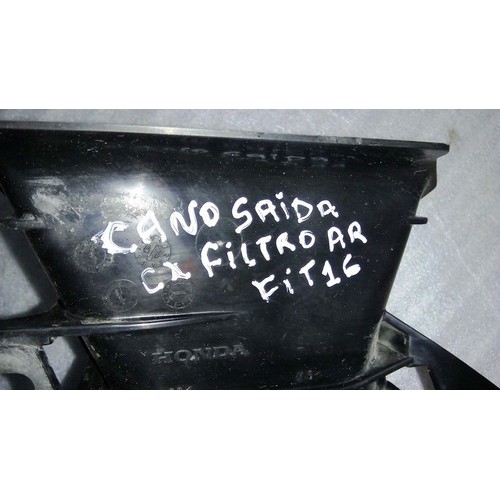 CANO SAIDA
CX FILTRO AR
FIT16
HONDA